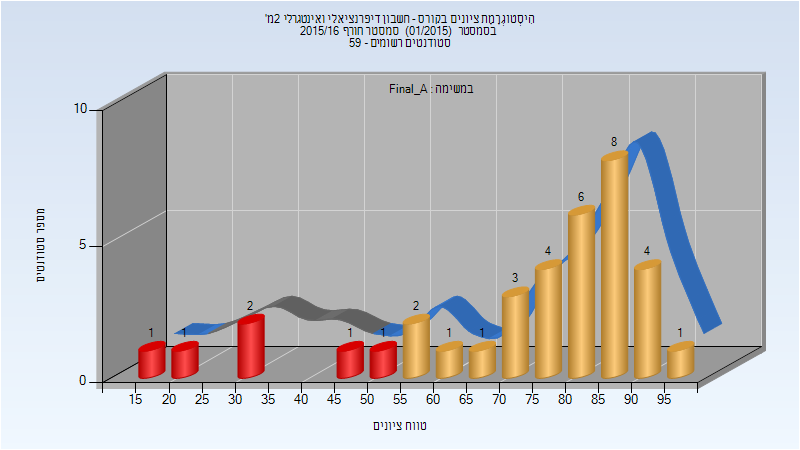 הִיסְטוֹגְרַמַת ציונים בקורס - חשבון דיפרנציאלי ואינטגרלי 2מ'
בסמסטר (01/2015) סמסטר חורף 2015/16
סטודנטים רשומים - 59
במשימה : Final_A
מספר סטודנטים
10
5
0
1
1
2
1
1
2
1
1
3
4
6
8
4
1
15 20 25 30 35 40 45 50 55 60 65 70 75 80 85 90 95
טווח ציונים